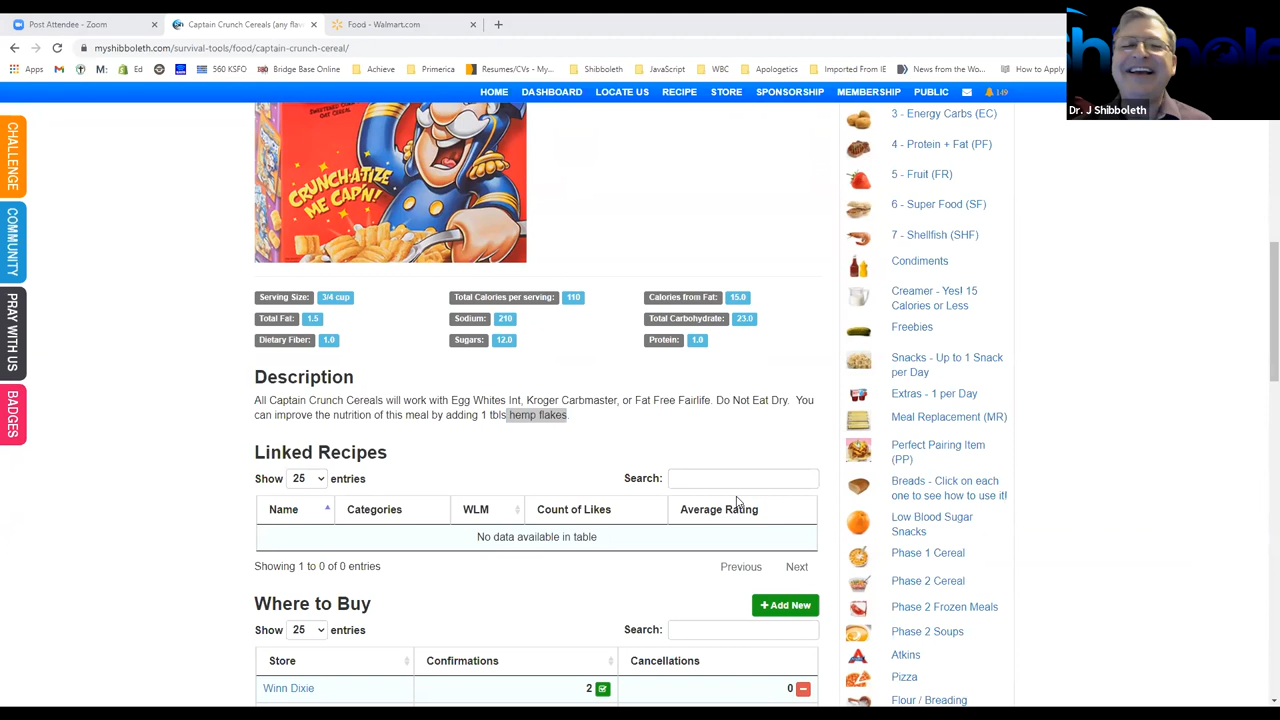 Post Attendee - Zoom
Captain Crunch Cereals (any flav
Food - Walmart.com
myshibboleth.com/survival-tools/food/captain-crunch-cereal/
Apps
Ed
560 KSFO
Bridge Base Online
Achieve
Primerica
Resumes/CVs - My...
Shibboleth
JavaScript
WBC
Apologetics
Imported From IE
News from the Wo...
How to Apply
Dr. J Shibboleth
HOME DASHBOARD LOCATE US RECIPE STORE SPONSORSHIP MEMBERSHIP PUBLIC 149
CHALLENGE
COMMUNITY
PRAY WITH US
BADGES
SWEETENED CORN
OAT CEREAL
CRUNCH-A-TIZE
ME CAP'N!
Serving Size: 3/4 cup Total Calories per serving: 110 Calories from Fat: 15.0
Total Fat: 1.5 Sodium: 210 Total Carbohydrate: 23.0
Dietary Fiber: 1.0 Sugars: 12.0 Protein: 1.0
Description
All Captain Crunch Cereals will work with Egg Whites Int, Kroger Carbmaster, or Fat Free Fairlife. Do Not Eat Dry. You
can improve the nutrition of this meal by adding 1 tbls hemp flakes.
Linked Recipes
Show 25 entries Search:
Name Categories WLM Count of Likes Average Rating
No data available in table
Showing 1 to 0 of 0 entries Previous Next
Where to Buy + Add New
Show 25 entries Search:
Store Confirmations Cancellations
Winn Dixie 2 0
3 - Energy Carbs (EC)
4 - Protein + Fat (PF)
5 - Fruit (FR)
6 - Super Food (SF)
7 - Shellfish (SHF)
Condiments
Creamer - Yes! 15
Calories or Less
Freebies
Snacks - Up to 1 Snack
per Day
Extras - 1 per Day
Meal Replacement (MR)
Perfect Pairing Item
(PP)
Breads - Click on each
one to see how to use it!
Low Blood Sugar
Snacks
Phase 1 Cereal
Phase 2 Cereal
Phase 2 Frozen Meals
Phase 2 Soups
Atkins
Pizza
Flour / Breading